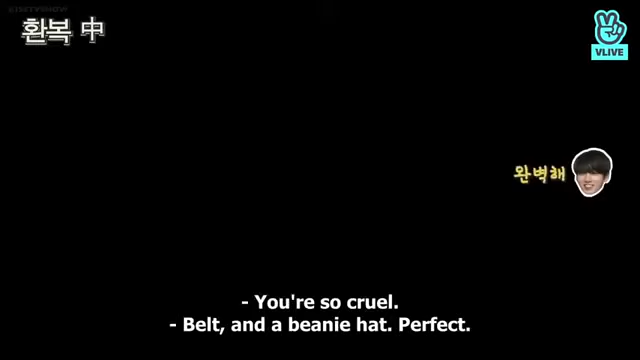 환복 中
VLIVE
완벽해
- You're so cruel.
- Belt, and a beanie hat. Perfect.